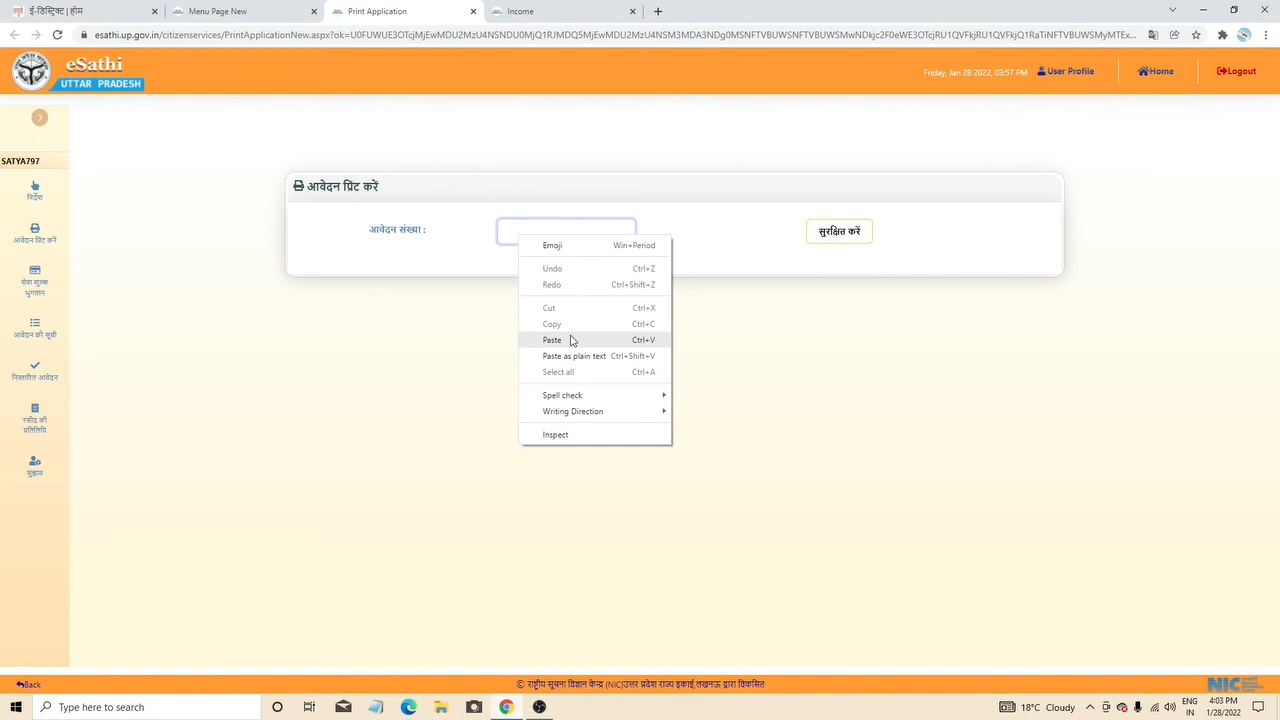 ई-डिस्ट्रिक्ट | होम
Menu Page New
Print Application
Income
esathi.up.gov.in/citizenservices/PrintApplicationNew.aspx?ok=
eSathi
UTTAR PRADESH
Friday, Jan 28 2022, 03:57 PM
User Profile
Home
Logout
SATYA797
निर्देश
आवेदन प्रिंट करें
सेवा शुल्क
भुगतान
आवेदन की सूची
निस्तारित आवेदन
रसीद की
प्रतिलिपि
सुझाव
आवेदन प्रिंट करें
आवेदन संख्या :
सुरक्षित करें
Emoji Win+Period
Undo Ctrl+Z
Redo Ctrl+Shift+Z
Cut Ctrl+X
Copy Ctrl+C
Paste Ctrl+V
Paste as plain text Ctrl+Shift+V
Select all Ctrl+A
Spell check
Writing Direction
Inspect
Back
© राष्ट्रीय सूचना विज्ञान केन्द्र (NIC)उत्तर प्रदेश राज्य इकाई,लखनऊ द्वारा विकसित
NIC
Type here to search
18°C Cloudy
ENG
IN
4:03 PM
1/28/2022